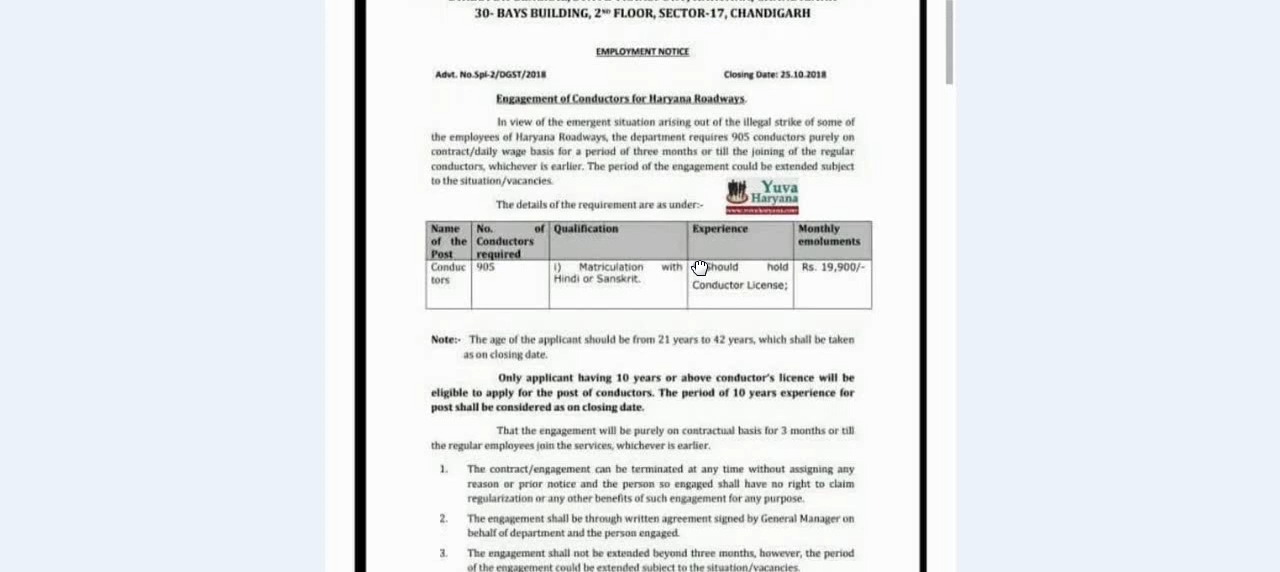 30- BAYS BUILDING, 2ND FLOOR, SECTOR-17, CHANDIGARH
EMPLOYMENT NOTICE
Advt. No.Spl-2/DGST/2018 Closing Date: 25.10.2018
Engagement of Conductors for Haryana Roadways.
In view of the emergent situation arising out of the illegal strike of some of
the employees of Haryana Roadways, the department requires 905 conductors purely on
contract/daily wage basis for a period of three months or till the joining of the regular
conductors, whichever is earlier. The period of the engagement could be extended subject
to the situation/vacancies.
Yuva
Haryana
www.yuvaharyana.com
The details of the requirement are as under:-
Name of the Post
No. of Conductors required
Qualification
Experience
Monthly emoluments
Conductors
905
i) Matriculation with
Hindi or Sanskrit.
Should hold
Conductor License;
Rs. 19,900/-
Note:- The age of the applicant should be from 21 years to 42 years, which shall be taken
as on closing date.
Only applicant having 10 years or above conductor's licence will be
eligible to apply for the post of conductors. The period of 10 years experience for
post shall be considered as on closing date.
That the engagement will be purely on contractual basis for 3 months or till
the regular employees join the services, whichever is earlier.
1. The contract/engagement can be terminated at any time without assigning any
reason or prior notice and the person so engaged shall have no right to claim
regularization or any other benefits of such engagement for any purpose.
2. The engagement shall be through written agreement signed by General Manager on
behalf of department and the person engaged.
3. The engagement shall not be extended beyond three months, however, the period
of the engagement could be extended subject to the situation/vacancies.